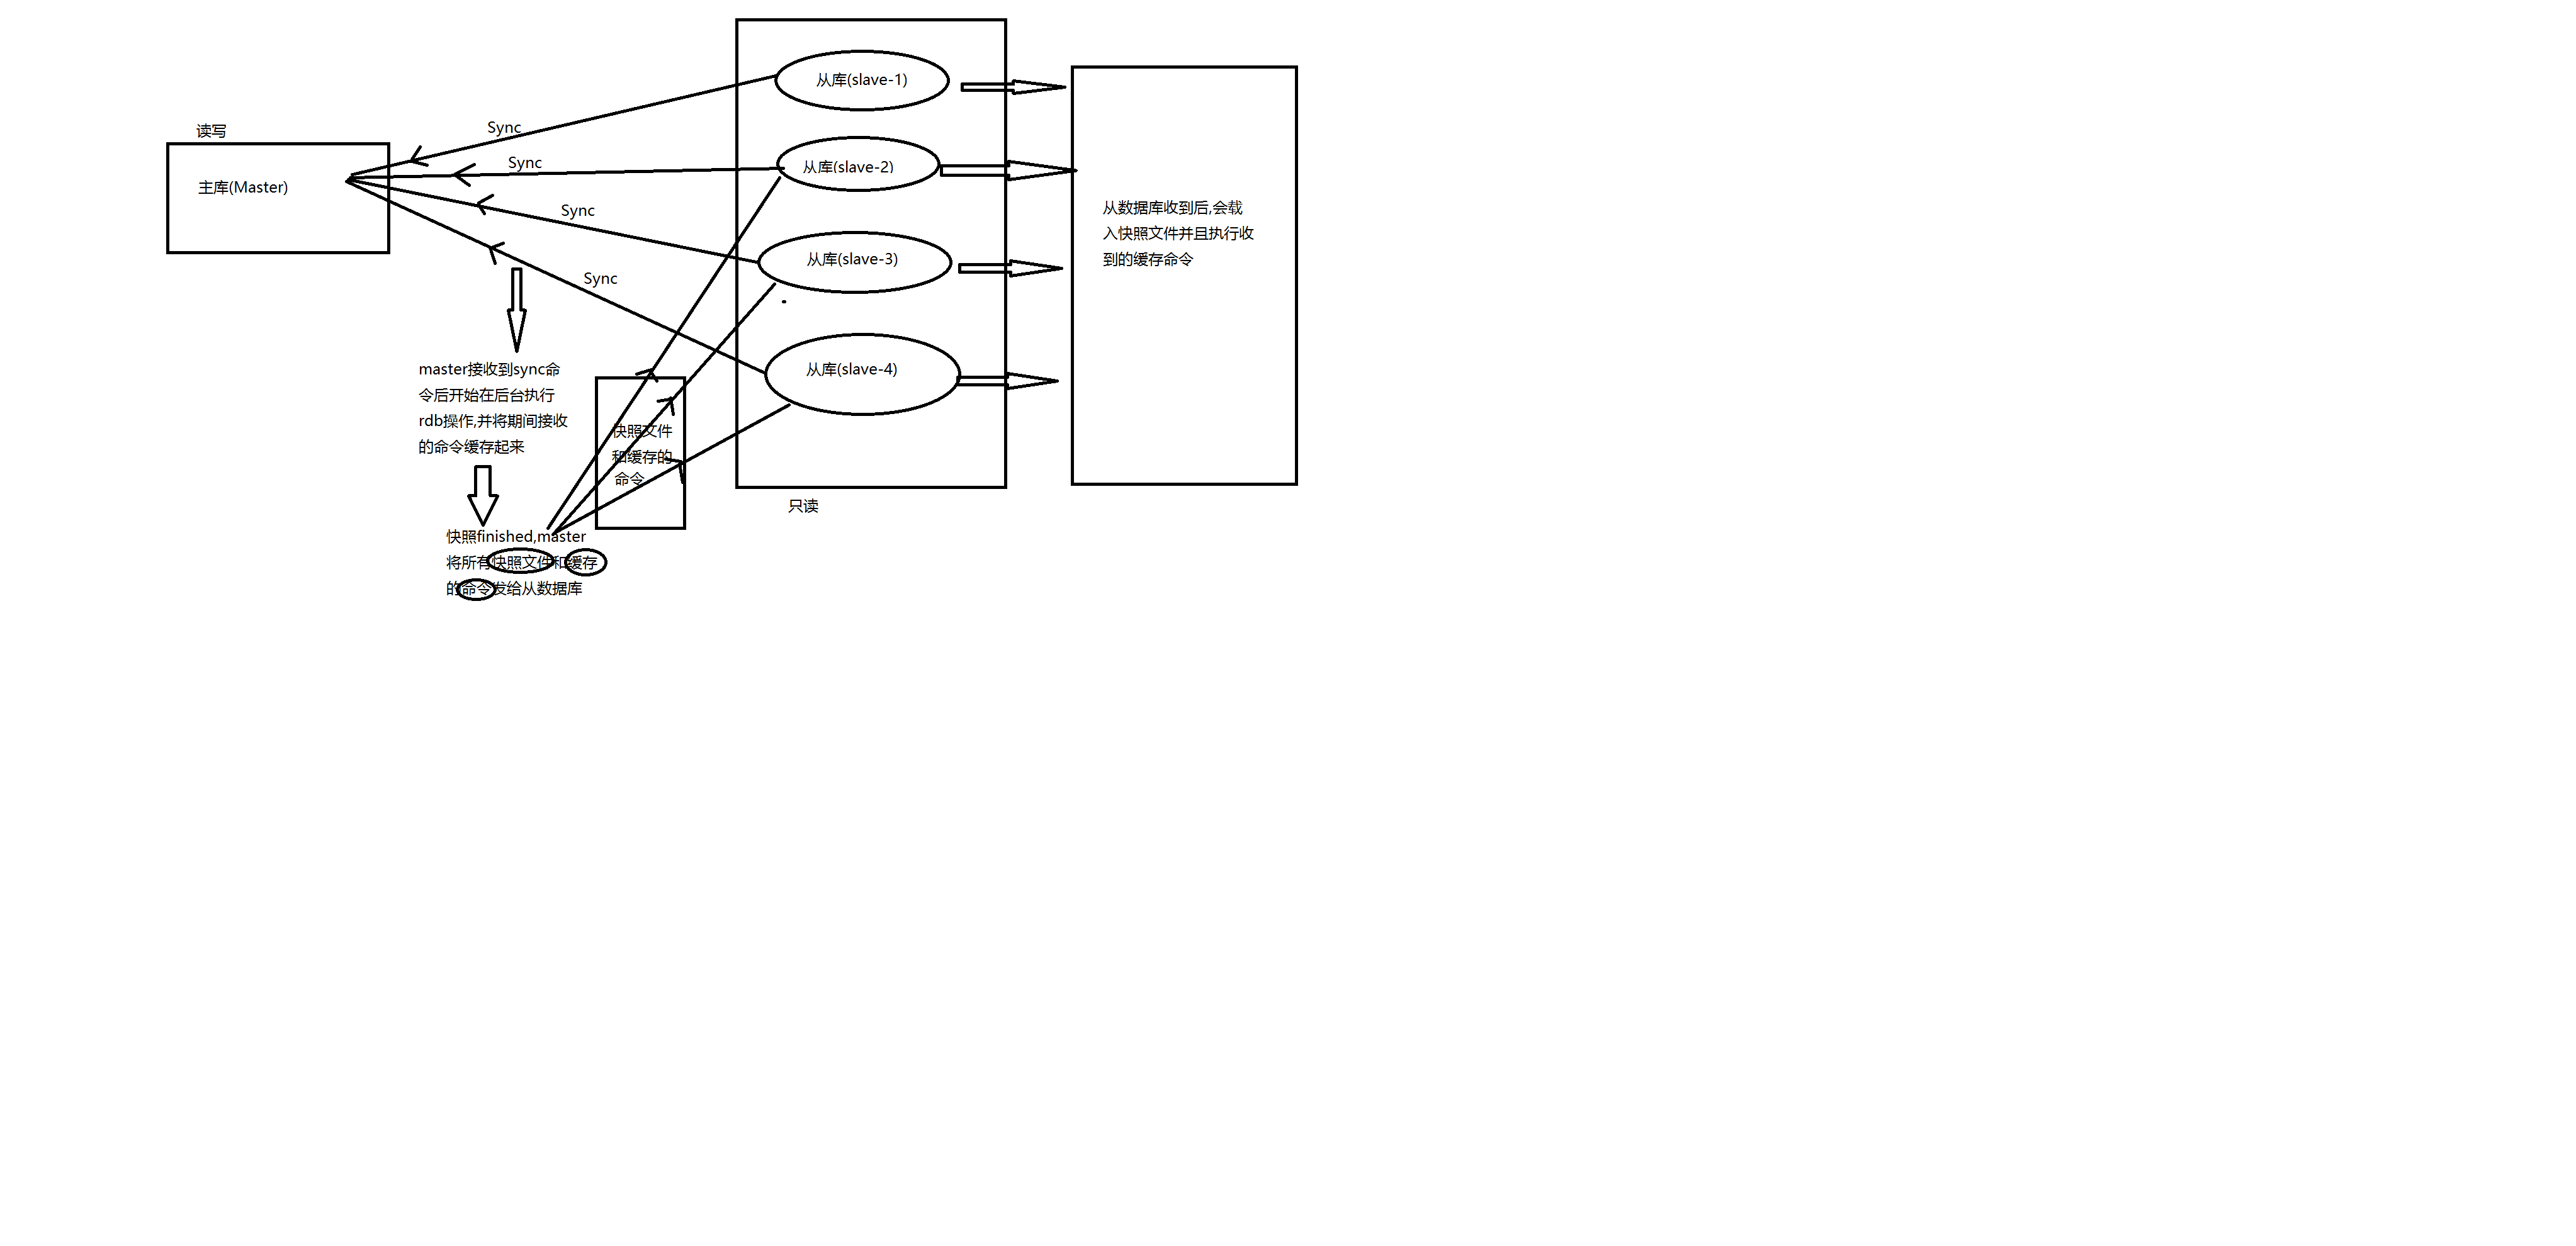 读写
主库(Master)
Sync
Sync
Sync
Sync
从库(slave-1)
从库(slave-2)
从库(slave-3)
从库(slave-4)
只读
master接收到sync命
令后开始在后台执行
rdb操作,并将期间接收
的命令缓存起来
快照finished,master
将所有快照文件和缓存
的命令发给从数据库
快照文件
和缓存的
命令
从数据库收到后,会载
入快照文件并且执行收
到的缓存命令